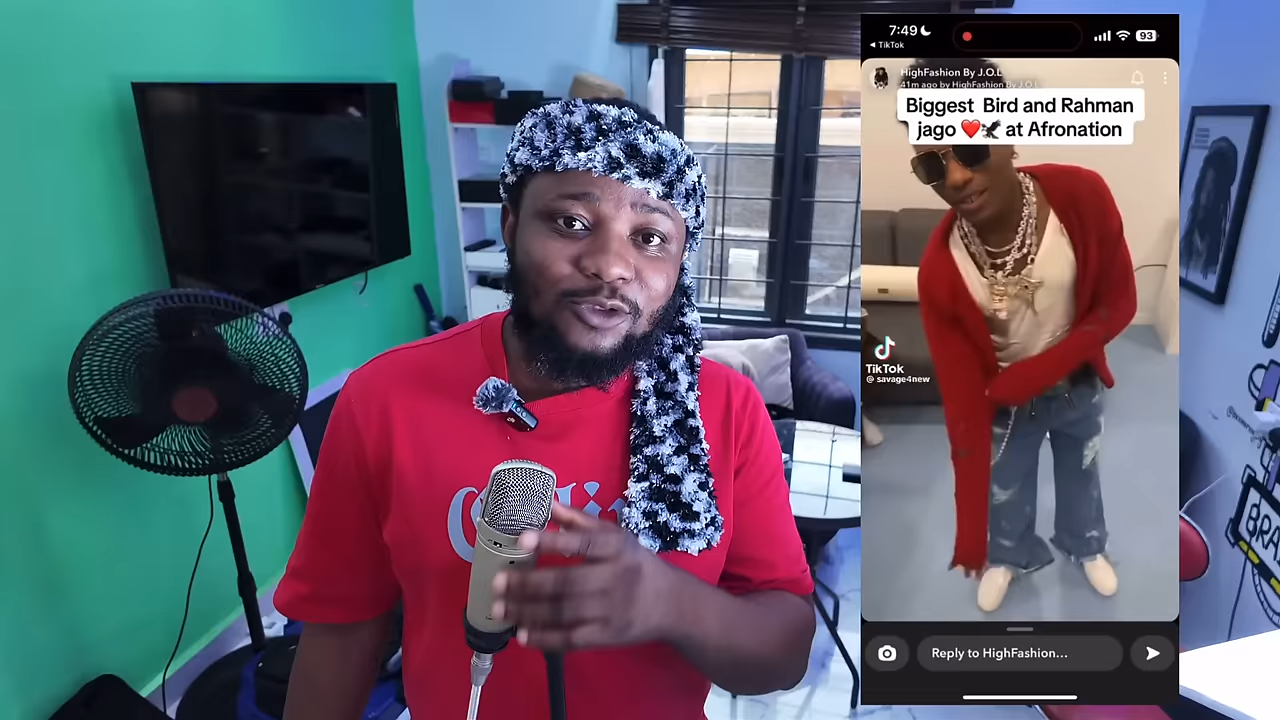 7:49
TikTok
93
HighFashion By J.O.L
41m ago by HighFashion By J.O.L
Biggest Bird and Rahman
jago ❤️🦅 at Afronation
TikTok
@ savage4new
Reply to HighFashion...
BRA